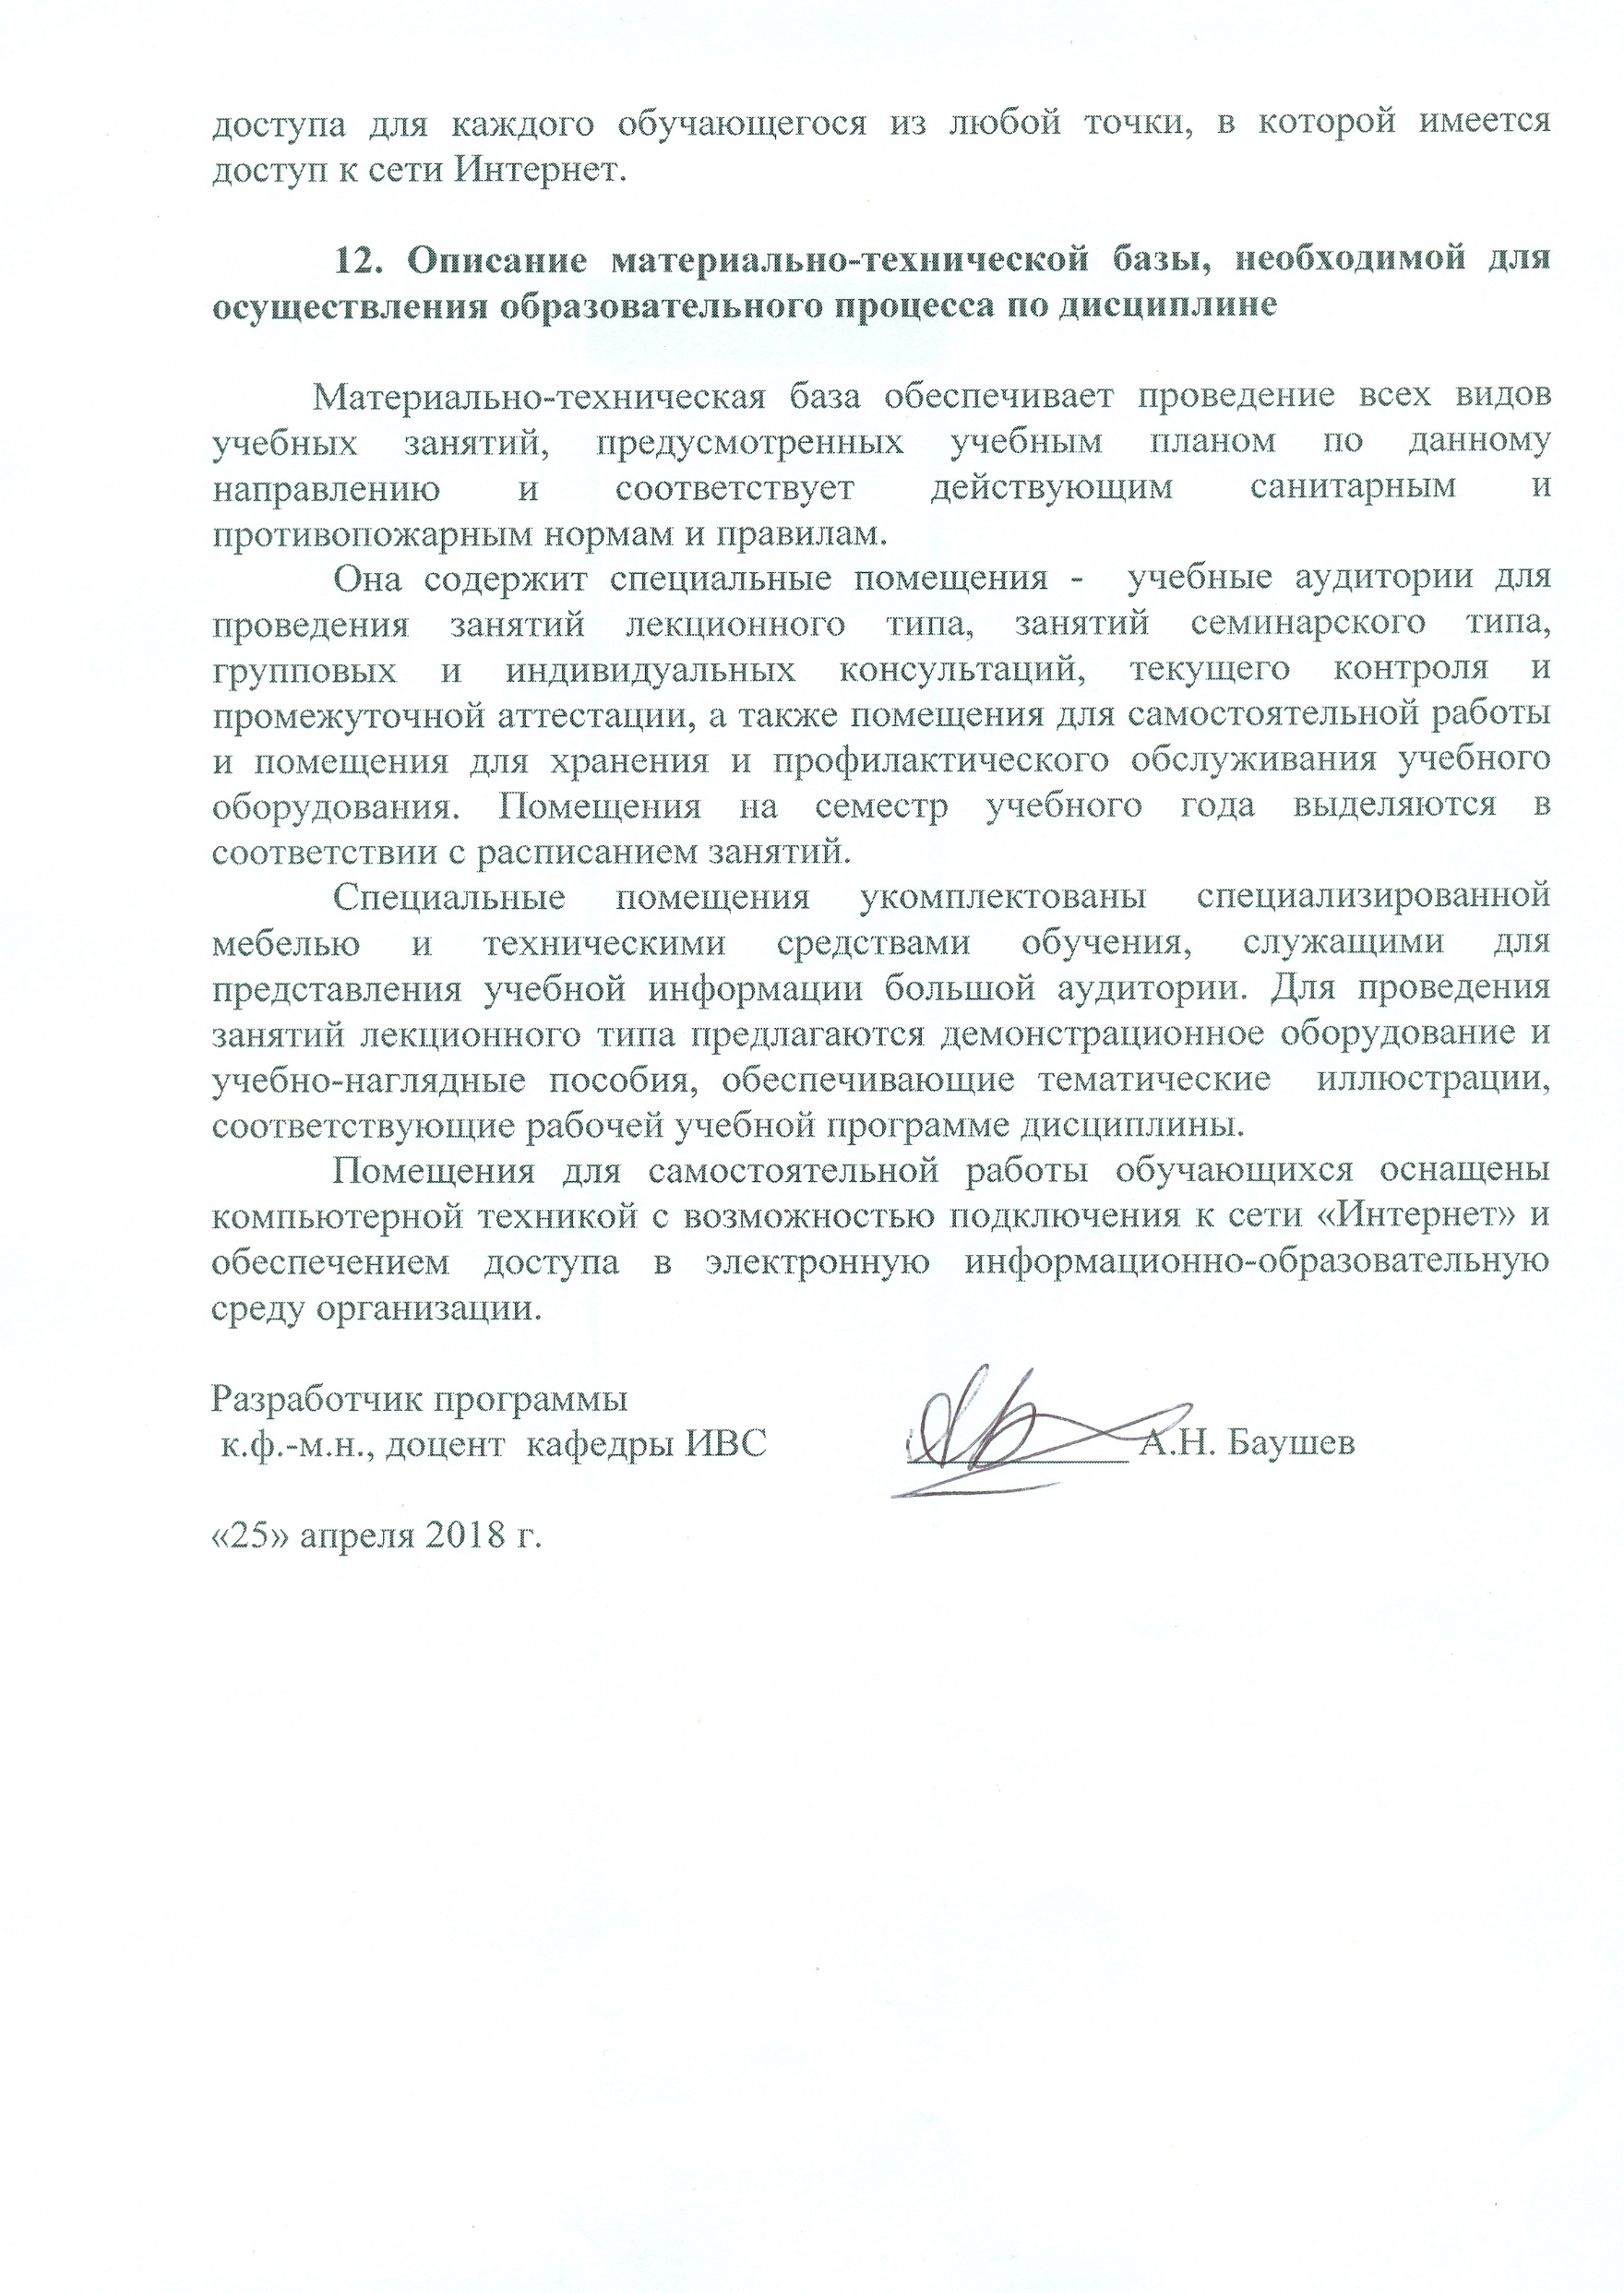 доступа для каждого обучающегося из любой точки, в которой имеется
доступ к сети Интернет.
12. Описание материально-технической базы, необходимой для
осуществления образовательного процесса по дисциплине
Материально-техническая база обеспечивает проведение всех видов
учебных занятий, предусмотренных учебным планом по данному
направлению и соответствует действующим санитарным и
противопожарным нормам и правилам.
Она содержит специальные помещения - учебные аудитории для
проведения занятий лекционного типа, занятий семинарского типа,
групповых и индивидуальных консультаций, текущего контроля и
промежуточной аттестации, а также помещения для самостоятельной работы
и помещения для хранения и профилактического обслуживания учебного
оборудования. Помещения на семестр учебного года выделяются в
соответствии с расписанием занятий.
Специальные помещения укомплектованы специализированной
мебелью и техническими средствами обучения, служащими для
представления учебной информации большой аудитории. Для проведения
занятий лекционного типа предлагаются демонстрационное оборудование и
учебно-наглядные пособия, обеспечивающие тематические иллюстрации,
соответствующие рабочей учебной программе дисциплины.
Помещения для самостоятельной работы обучающихся оснащены
компьютерной техникой с возможностью подключения к сети «Интернет» и
обеспечением доступа в электронную информационно-образовательную
среду организации.
Разработчик программы
к.ф.-м.н., доцент кафедры ИВС ____________ А.Н. Баушев
«25» апреля 2018 г.